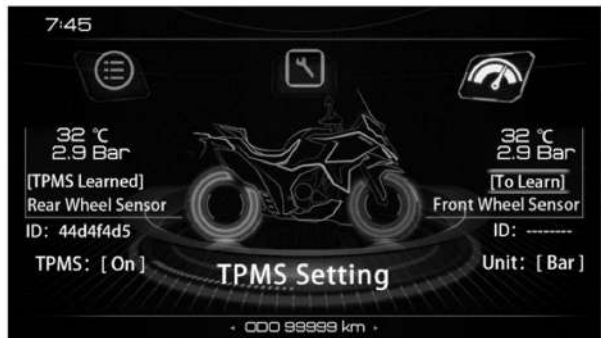 7:45
32 ℃
2.9 Bar
[TPMS Learned]
Rear Wheel Sensor
ID: 44d4f4d5
TPMS: [On]
32 ℃
2.9 Bar
[To Learn]
Front Wheel Sensor
ID: --------
Unit: [Bar]
TPMS Setting
ODO 99999 km